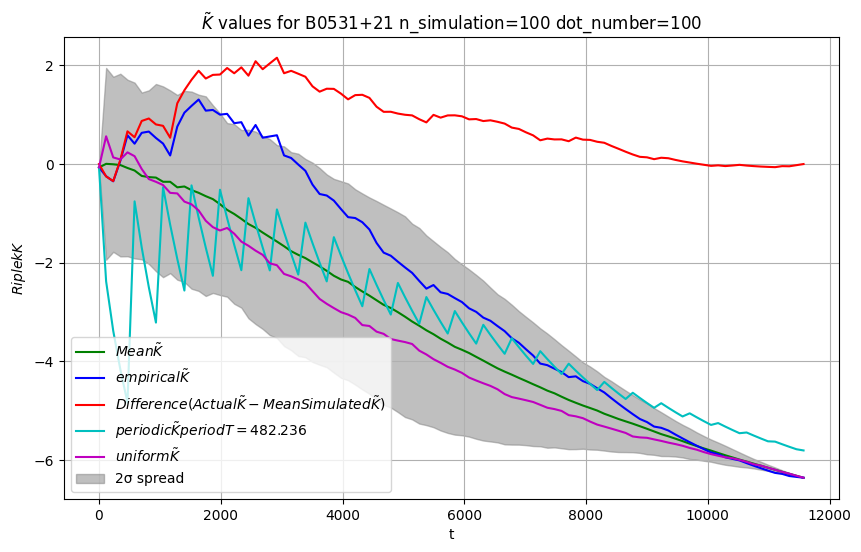 K̃ values for B0531+21 n_simulation=100 dot_number=100
RiplekK
2
0
−2
−4
−6
MeanK̃
empiricalK̃
Difference(ActualK̃ − MeanSimulatedK̃)
periodicK̃periodT = 482.236
uniformK̃
2σ spread
0 2000 4000 6000 8000 10000 12000
t